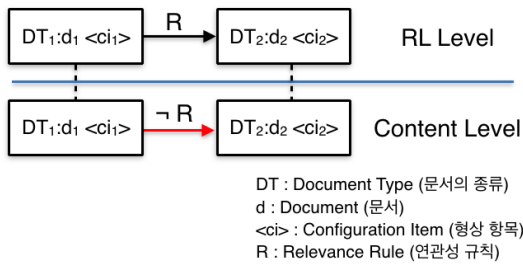 R
DT₁:d₁ <ci₁> DT₂:d₂ <ci₂> RL Level
¬ R
DT₁:d₁ <ci₁> DT₂:d₂ <ci₂> Content Level
DT : Document Type (문서의 종류)
d : Document (문서)
<ci> : Configuration Item (형상 항목)
R : Relevance Rule (연관성 규칙)